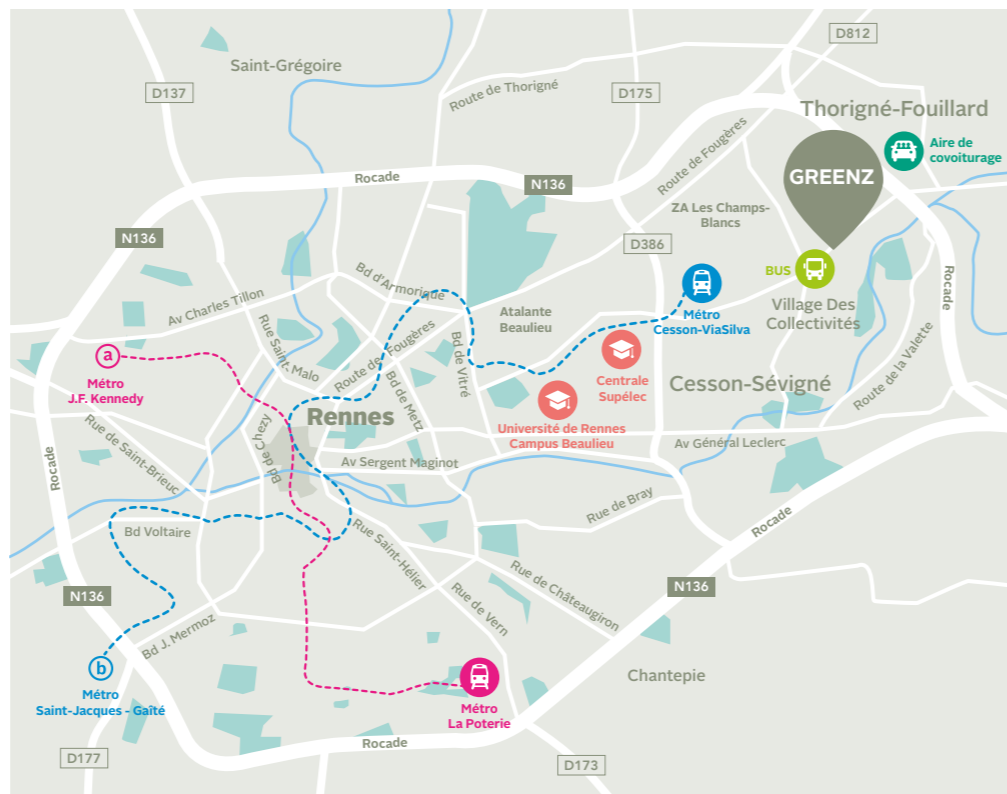 D812
Saint-Grégoire
D137
Route de Thorigné
D175
Thorigné-Fouillard
Route de Fougères
Aire de
covoiturage
GREENZ
Rocade
N136
ZA Les Champs-
Blancs
N136
D386
BUS
Métro
Cesson-ViaSilva
Village Des
Collectivités
Rocade
Bd d'Armorique
Av Charles Tillon
Atalante
Beaulieu
Rue Saint-Malo
Route de Fougères
Bd de Vitré
Bd de Metz
a
Métro
J.F. Kennedy
Centrale
Supélec
Cesson-Sévigné
Route de la Valette
Rennes
Université de Rennes
Campus Beaulieu
Rue de Saint-Brieuc
Bd de Chezy
Av Sergent Maginot
Av Général Leclerc
Rocade
Bd Voltaire
Rue Saint-Hélier
Rue de Bray
Rocade
N136
Rue de Châteaugiron
N136
Rue de Vern
Bd J. Mermoz
b
Métro
Saint-Jacques - Gaîté
Chantepie
Métro
La Poterie
Rocade
D177
D173